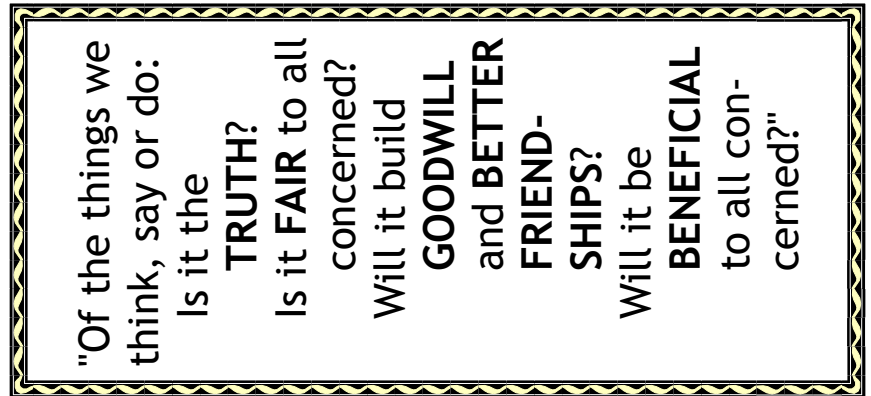 "Of the things we
think, say or do:
Is it the
TRUTH?
Is it FAIR to all
concerned?
Will it build
GOODWILL
and BETTER
FRIEND-
SHIPS?
Will it be
BENEFICIAL
to all con-
cerned?"